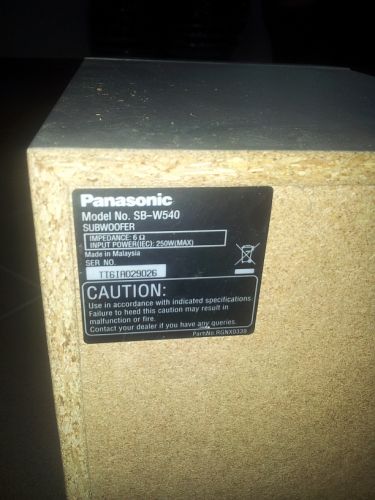 Panasonic
Model No. SB-W540
SUBWOOFER
IMPEDANCE: 6 Ω
INPUT POWER(IEC): 250W(MAX)
Made in Malaysia
SER NO.
TT6IA029026
CAUTION:
Use in accordance with indicated specifications.
Failure to heed this caution may result in
malfunction or fire.
Contact your dealer if you have any queries.
PartnNo.RGNX0339